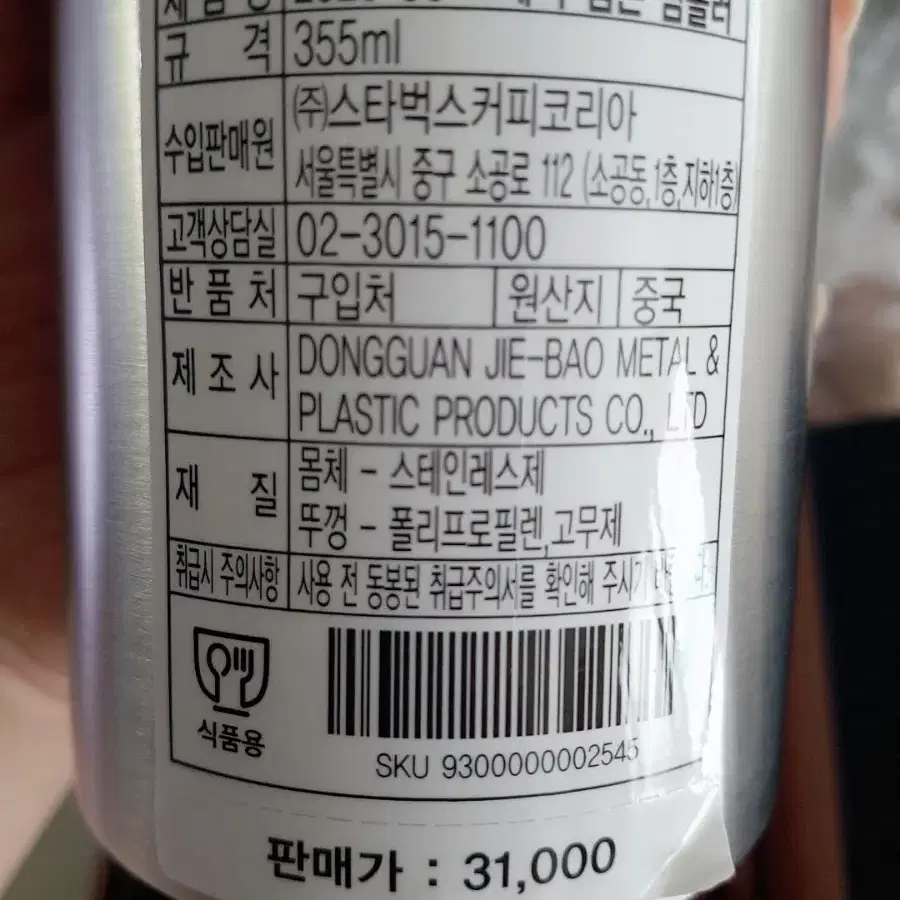 규 격 355ml
수입판매원 (주)스타벅스커피코리아
서울특별시 중구 소공로 112 (소공동,1층,지하1층)
고객상담실 02-3015-1100
반 품 처 구입처 원산지 중국
제 조 사 DONGGUAN JIE-BAO METAL &
PLASTIC PRODUCTS CO., LTD
재 질 몸체 - 스테인레스제
뚜껑 - 폴리프로필렌,고무제
취급시 주의사항 사용 전 동봉된 취급주의서를 확인해 주시기
식품용
SKU 9300000002545
판매가 : 31,000